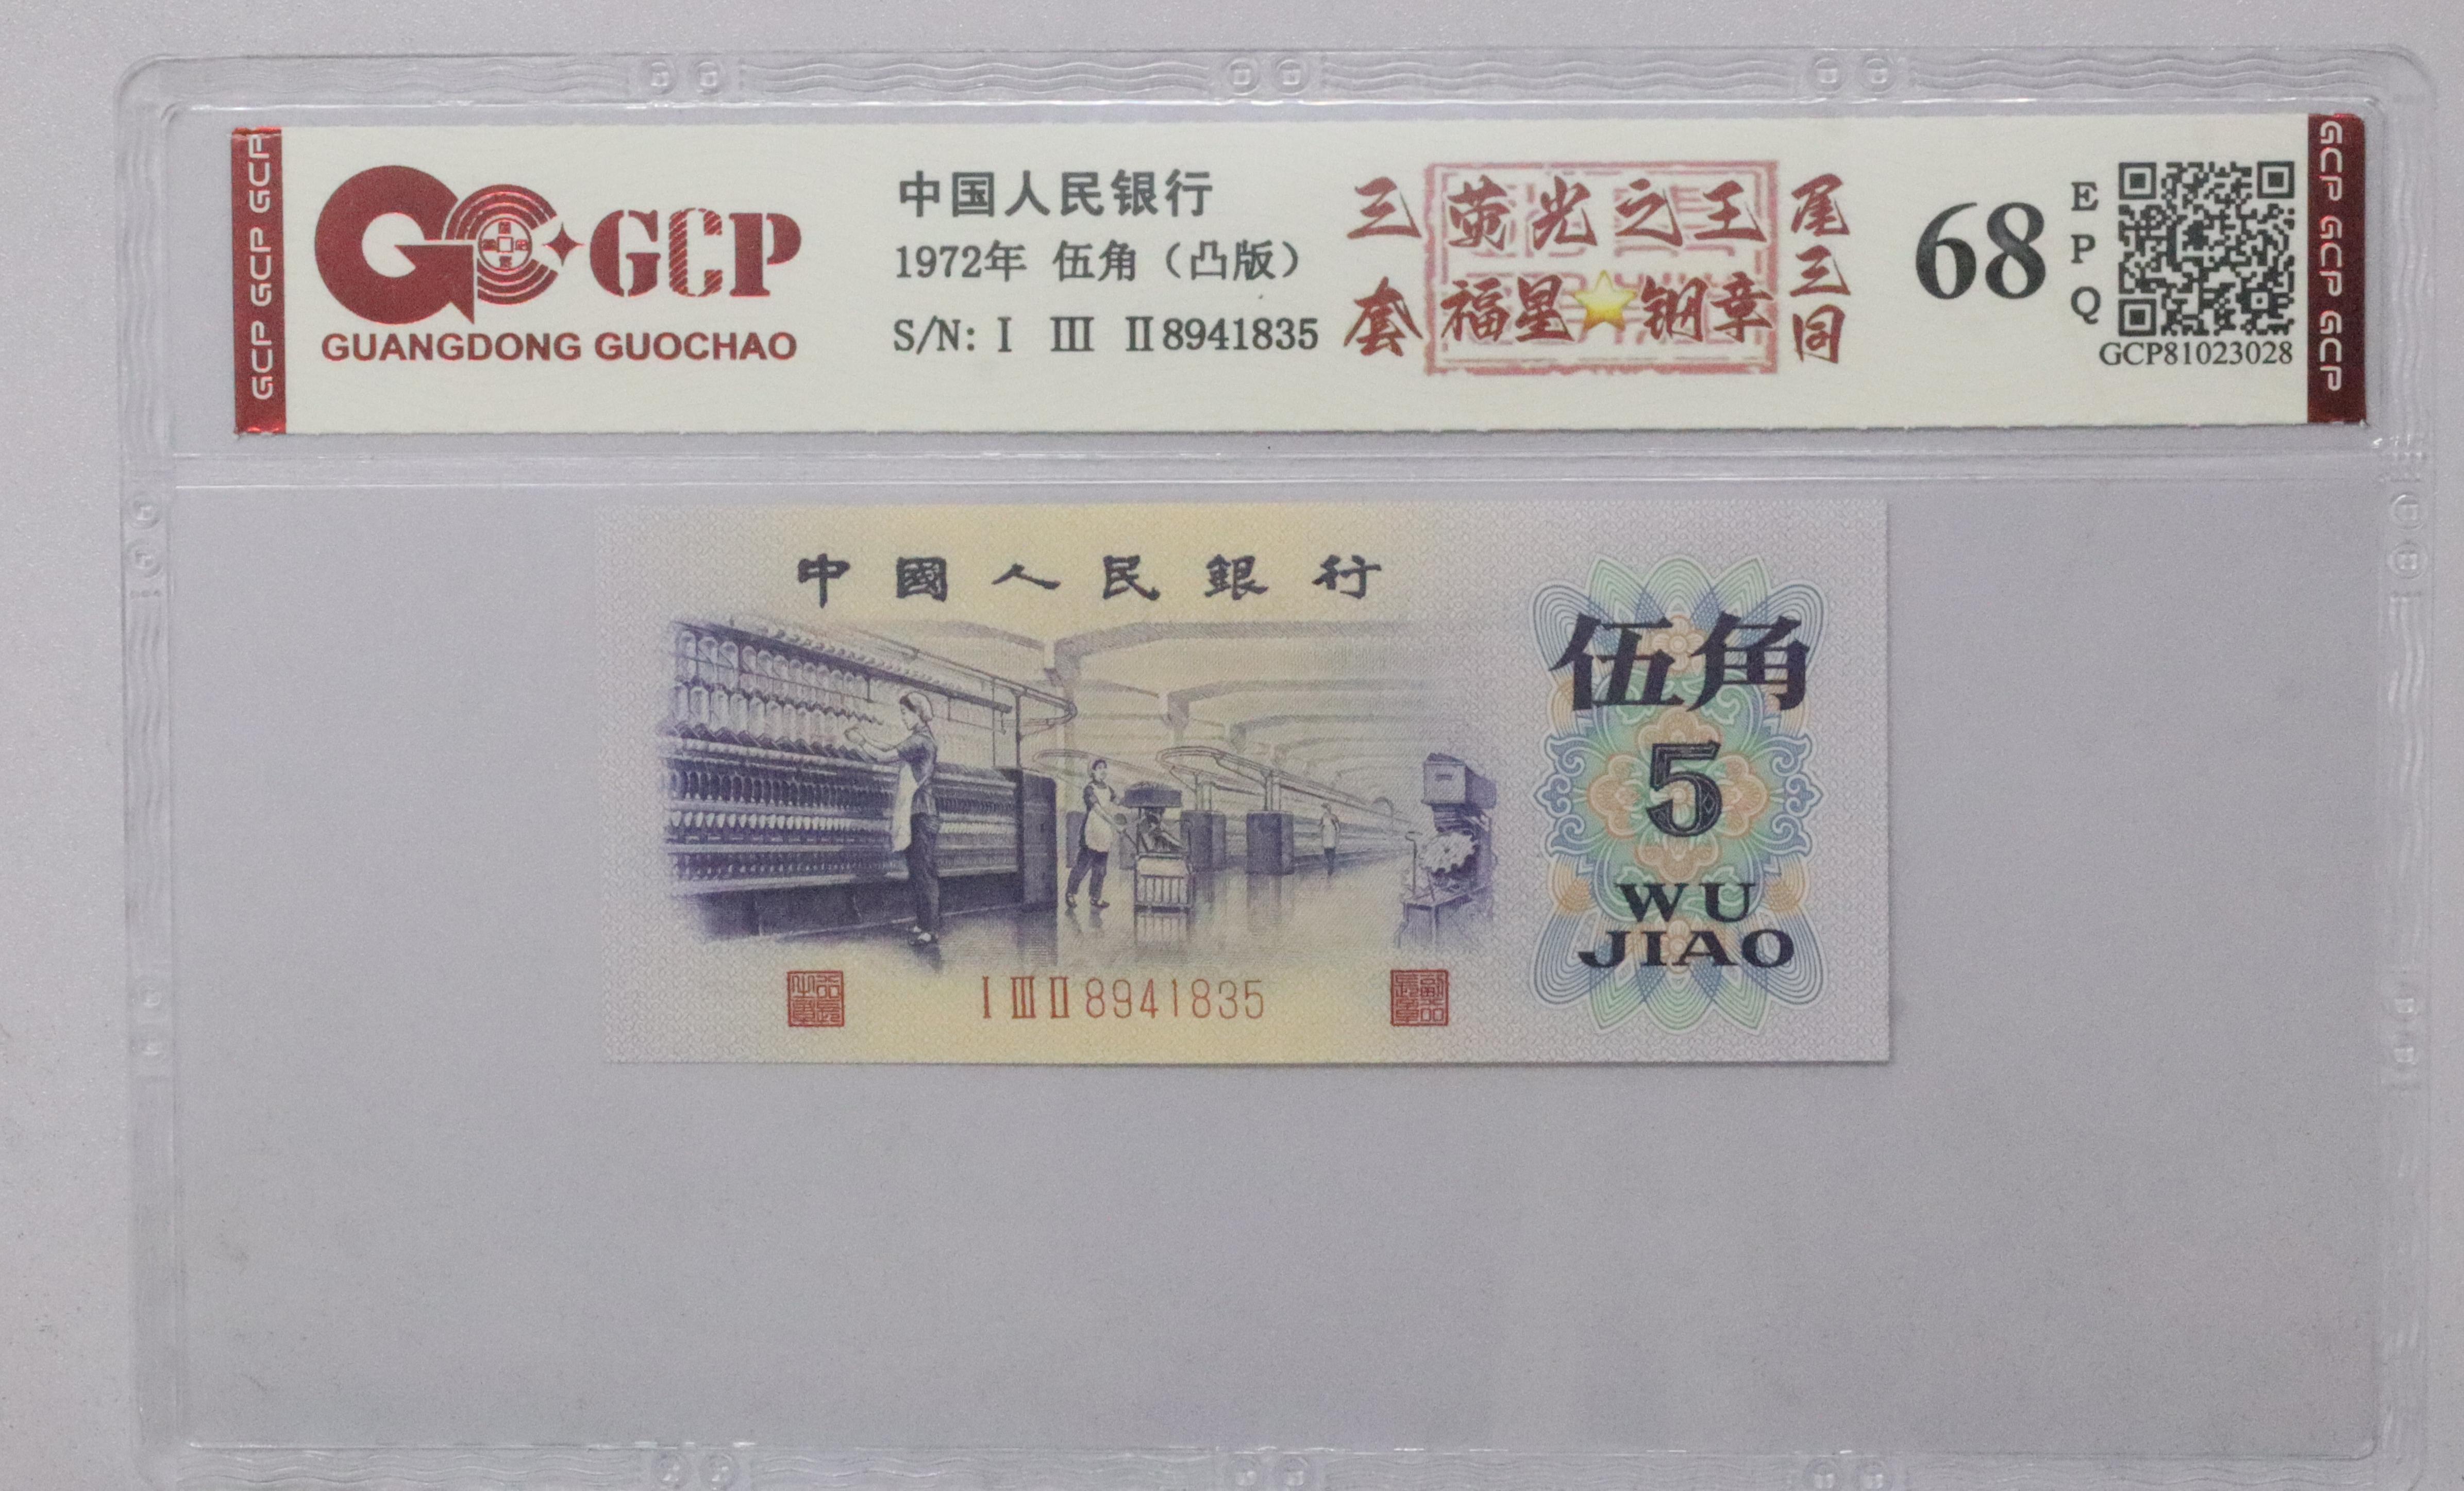 GCP GCP GCP
GCP
GUANGDONG GUOCHAO
中国人民银行
1972年 伍角（凸版）
S/N: Ⅰ Ⅲ Ⅱ8941835
三套
荧光之王
福星⭐钢章
尾三同
68
EPQ
GCP81023028
GCP GCP GCP
中國人民銀行
伍角
5
WU
JIAO
Ⅰ Ⅲ Ⅱ 8941835